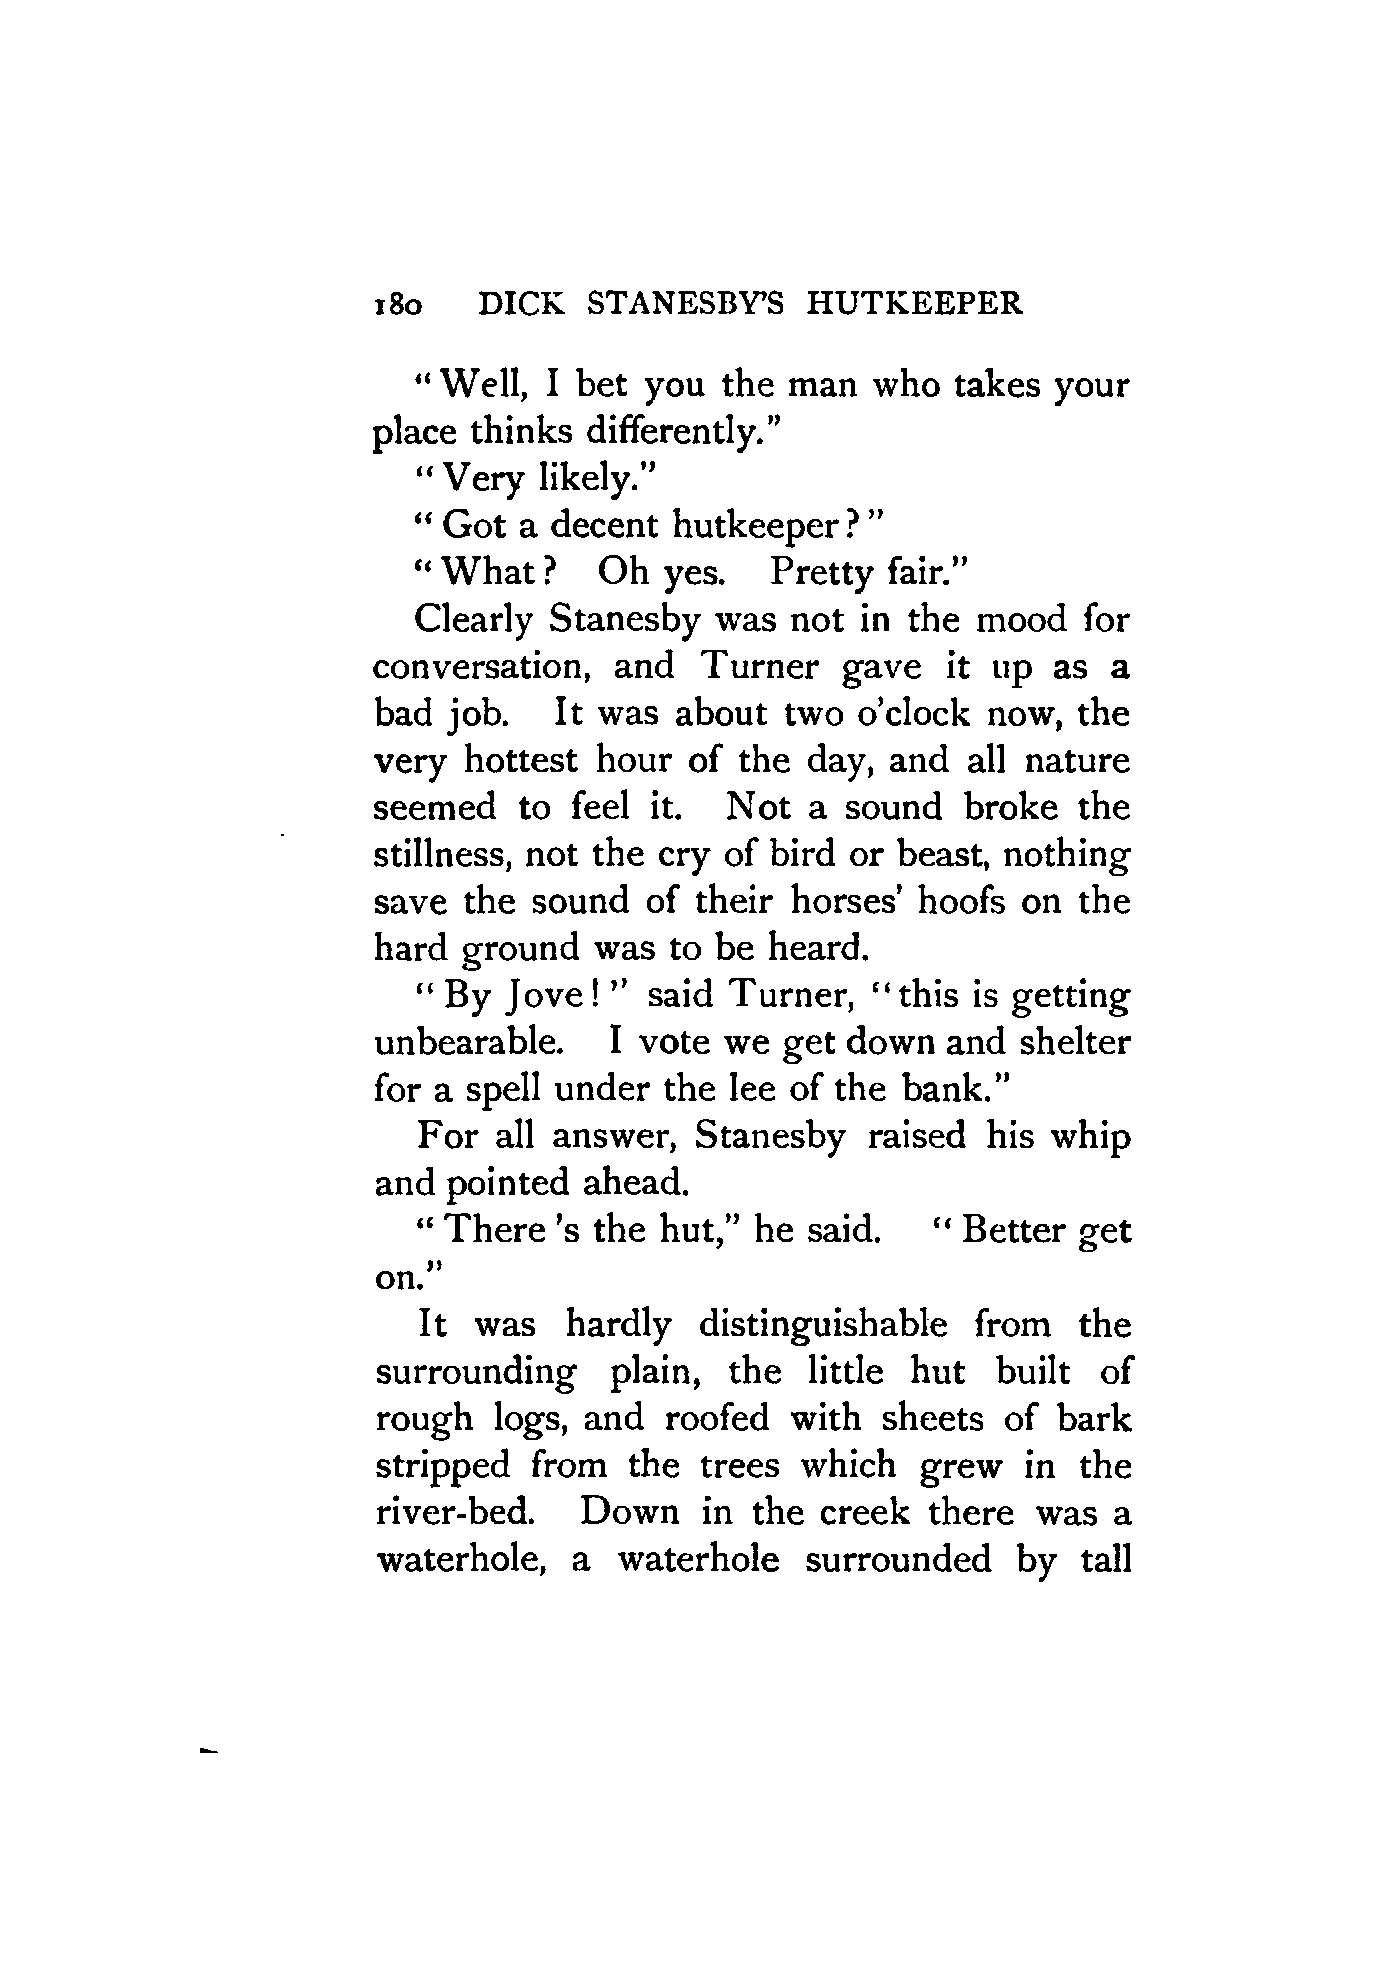 180 DICK STANESBY'S HUTKEEPER
"Well, I bet you the man who takes your
place thinks differently."
"Very likely."
"Got a decent hutkeeper?"
"What? Oh yes. Pretty fair."
Clearly Stanesby was not in the mood for
conversation, and Turner gave it up as a
bad job. It was about two o'clock now, the
very hottest hour of the day, and all nature
seemed to feel it. Not a sound broke the
stillness, not the cry of bird or beast, nothing
save the sound of their horses' hoofs on the
hard ground was to be heard.
"By Jove!" said Turner, "this is getting
unbearable. I vote we get down and shelter
for a spell under the lee of the bank."
For all answer, Stanesby raised his whip
and pointed ahead.
"There 's the hut," he said. "Better get
on."
It was hardly distinguishable from the
surrounding plain, the little hut built of
rough logs, and roofed with sheets of bark
stripped from the trees which grew in the
river-bed. Down in the creek there was a
waterhole, a waterhole surrounded by tall